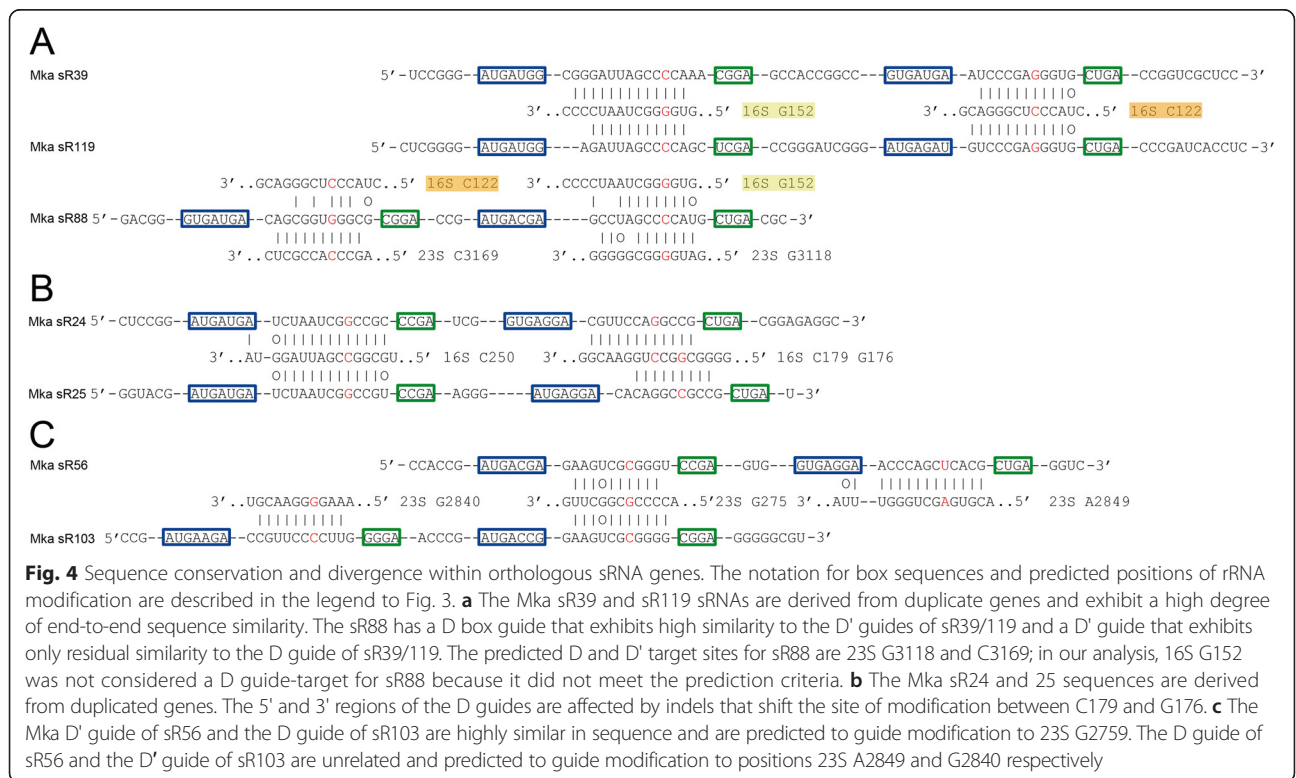 A
Mka sR39 5'-UCCGGG--AUGAUGG--CGGGAUUAGCCCCAAA-CGGA-GCCACCGGCC--GUGAUGA--AUCCCGAGGGUG-CUGA--CCGGUCGCUCC-3'
3'..CCCCUAAUCGGGGUG..5' 16S G152 3'..GCAGGGCUCCCAUC..5' 16S C122
Mka sR119 5'-CUCGGGG--AUGAUGG---AGAUUAGCCCCAGC-UCGA-CCGGGAUCGGG---AUGAGAU--GUCCCGAGGGUG-CUGA--CCCGAUCACCUC-3'
3'..GCAGGGCUCCCAUC..5' 16S C122 3'..CCCCUAAUCGGGGUG..5' 16S G152
Mka sR88 5'-GACGG--GUGAUGA--CAGCGGUGGGCG-CGGA-CCG--AUGACGA---GCCUAGCCCCAUG-CUGA-CGC-3'
3'..CUCGCCACCCGA..5' 23S C3169 3'..GGGGGCGGGGUAG..5' 23S G3118
B
Mka sR24 5'-CUCCGG--AUGAUGA--UCUAAUCGGCCGC-CCGA-UCG---GUGAGGA--CGUUCCAGGCCG-CUGA-CGGAGAGGC-3'
3'..AU-GGAUUAGCCGGCGU..5' 16S C250 3'..GGCAAGGUCCGGCGGGG..5' 16S C179 G176
Mka sR25 5'-GGUACG--AUGAUGA--UCUAAUCGGCCGU-CCGA-AGGG-----AUGAGGA--CACAGGCCGCCG-CUGA--U-3'
C
Mka sR56 5'-CCACCG-AUGACGA--GAAGUCGCGGGU-CCGA--GUG---GUGAGGA--ACCCAGCUCACG-CUGA--GGUC-3'
3'..UGCAAGGGGAAA..5' 23S G2840 3'..GUUCGGCGCCCCA..5'23S G275 3'..AUU-UGGGUCGAGUGCA..5' 23S A2849
Mka sR103 5'CCG--AUGAAGA--CCGUUCCCCUUG-GGGA--ACCCG-AUGACCG--GAAGUCGCGGGG-CGGA-GGGGGCGU-3'
Fig. 4 Sequence conservation and divergence within orthologous sRNA genes. The notation for box sequences and predicted positions of rRNA
modification are described in the legend to Fig. 3. a The Mka sR39 and sR119 sRNAs are derived from duplicate genes and exhibit a high degree
of end-to-end sequence similarity. The sR88 has a D box guide that exhibits high similarity to the D' guides of sR39/119 and a D' guide that exhibits
only residual similarity to the D guide of sR39/119. The predicted D and D' target sites for sR88 are 23S G3118 and C3169; in our analysis, 16S G152
was not considered a D guide-target for sR88 because it did not meet the prediction criteria. b The Mka sR24 and 25 sequences are derived
from duplicated genes. The 5' and 3' regions of the D guides are affected by indels that shift the site of modification between C179 and G176. c The
Mka D' guide of sR56 and the D guide of sR103 are highly similar in sequence and are predicted to guide modification to 23S G2759. The D guide of
sR56 and the D′ guide of sR103 are unrelated and predicted to guide modification to positions 23S A2849 and G2840 respectively